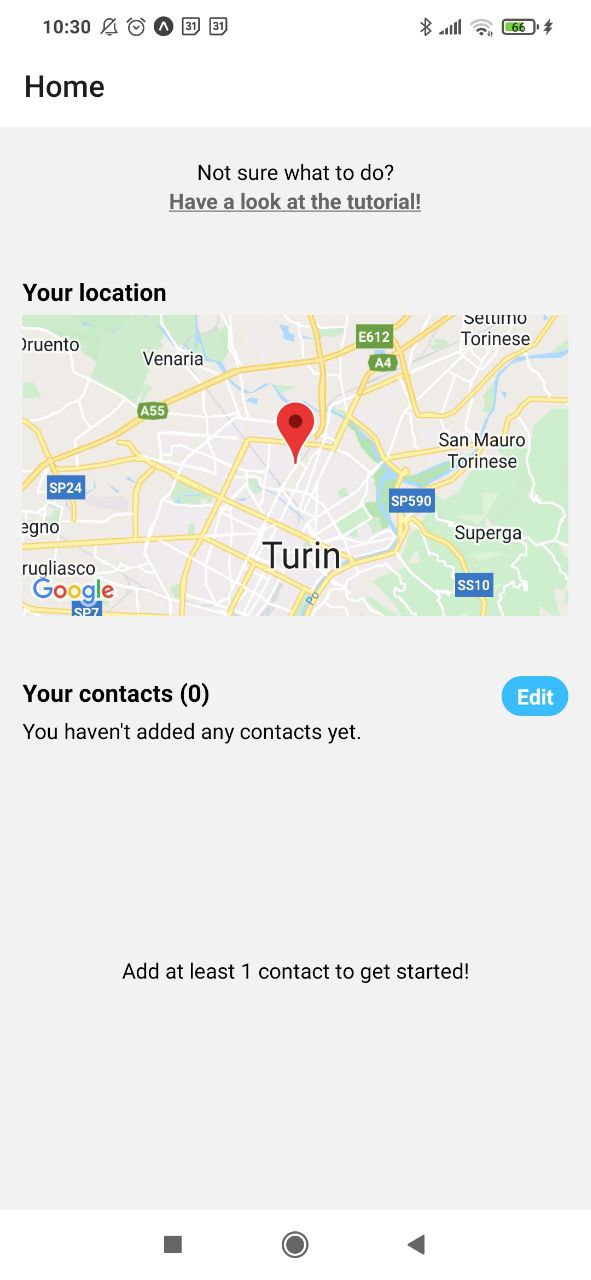 10:30 31 31 66
Home
Not sure what to do?
Have a look at the tutorial!
Your location
Settimo
Torinese
Druento
Venaria
E612
A4
A55
San Mauro
Torinese
SP24
SP590
egno
Superga
Turin
rugliasco
Google
SS10
SP7
Po
Your contacts (0)
Edit
You haven't added any contacts yet.
Add at least 1 contact to get started!